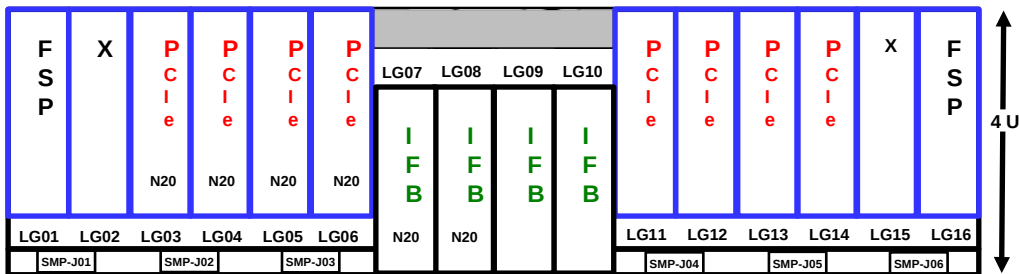 FSP
X
PCIe
PCIe
PCIe
PCIe
N20
N20
N20
N20
LG01 LG02 LG03 LG04 LG05 LG06
SMP-J01 SMP-J02 SMP-J03
LG07 LG08 LG09 LG10
IFB
IFB
IFB
IFB
N20
N20
PCIe
PCIe
PCIe
PCIe
X
FSP
LG11 LG12 LG13 LG14 LG15 LG16
SMP-J04 SMP-J05 SMP-J06
4 U